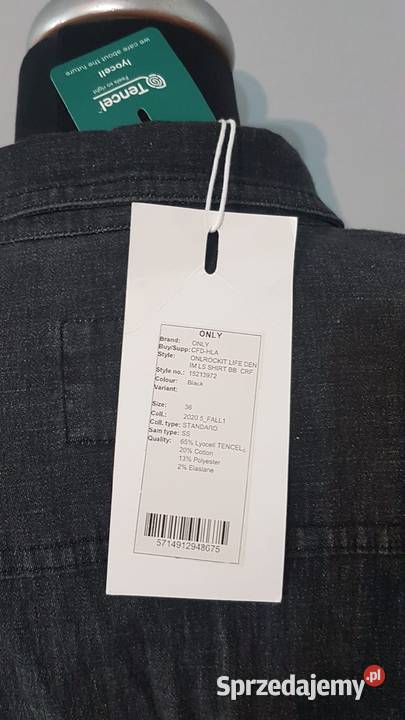 we care about the future
lyocell
Feels so right
Tencel™
ONLY
Brand: ONLY
Buy/Supp: CFD-HLA
Style: ONLROCKIT LIFE DEN
IM LS SHIRT BB CRF
Style no.: 15213972
Colour: Black
Variant:
Size: 36
Coll.: 2020 5_FALL1
Coll. type: STANDARD
Sam type: SS
Quality: 65% Lyocell TENCEL
20% Cotton
13% Polyester
2% Elastane
5714912948675
Sprzedajemy.pl